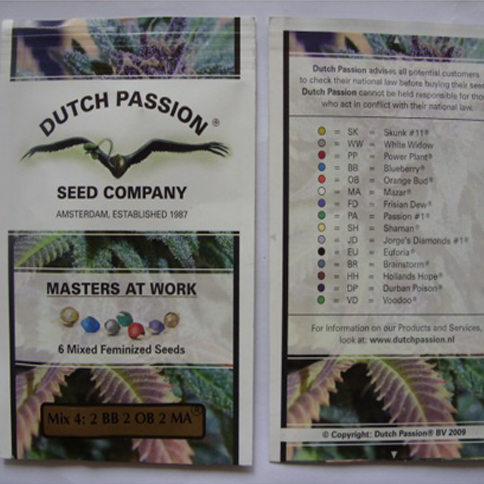 DUTCH PASSION ®
SEED COMPANY
AMSTERDAM, ESTABLISHED 1987
MASTERS AT WORK
6 Mixed Feminized Seeds
Mix 4: 2 BB 2 OB 2 MA®
Dutch Passion advises all potential customers
to check their national law before buying their
Dutch Passion cannot be held responsible for
who act in conflict with their national law.
= SK = Skunk #11®
= WW = White Widow
= PP = Power Plant®
= BB = Blueberry®
= OB = Orange Bud®
= MA = Mazar®
= FD = Frisian Dew®
= PA = Passion #1®
= SH = Shaman®
= JD = Jorge's Diamonds #1®
= EU = Euforia®
= BR = Brainstorm®
= HH = Hollands Hope®
= DP = Durban Poison®
= VD = Voodoo®
For Information on our Products and Services,
look at: www.dutchpassion.nl
© Copyright: Dutch Passion® BV 2009